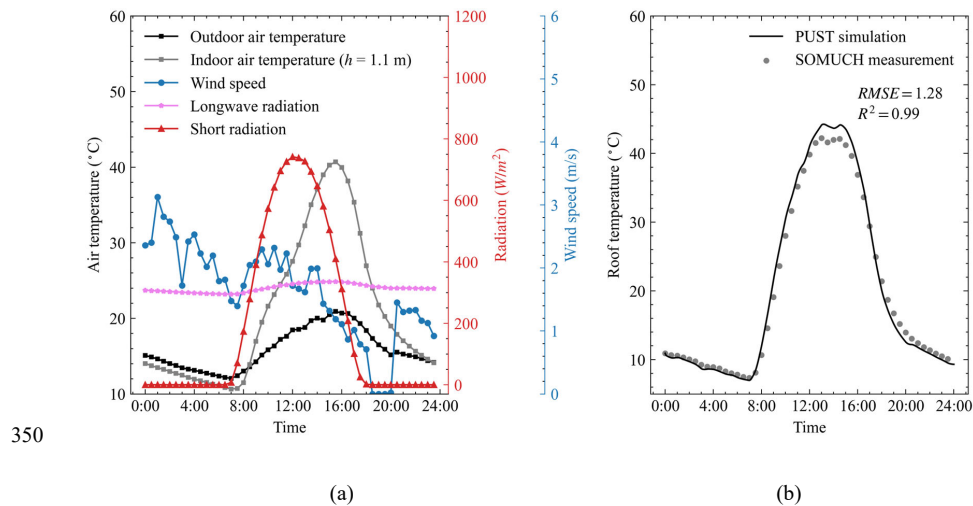 60
50
40
30
20
10
Air temperature (°C)
Outdoor air temperature
Indoor air temperature (h = 1.1 m)
Wind speed
Longwave radiation
Short radiation
0:00 4:00 8:00 12:00 16:00 20:00 24:00
Time
1200
1000
800
600
400
200
0
Radiation (W/m²)
6
5
4
3
2
1
0
Wind speed (m/s)
(a)
60
50
40
30
20
10
Roof temperature (°C)
PUST simulation
SOMUCH measurement
RMSE = 1.28
R² = 0.99
0:00 4:00 8:00 12:00 16:00 20:00 24:00
Time
(b)
350